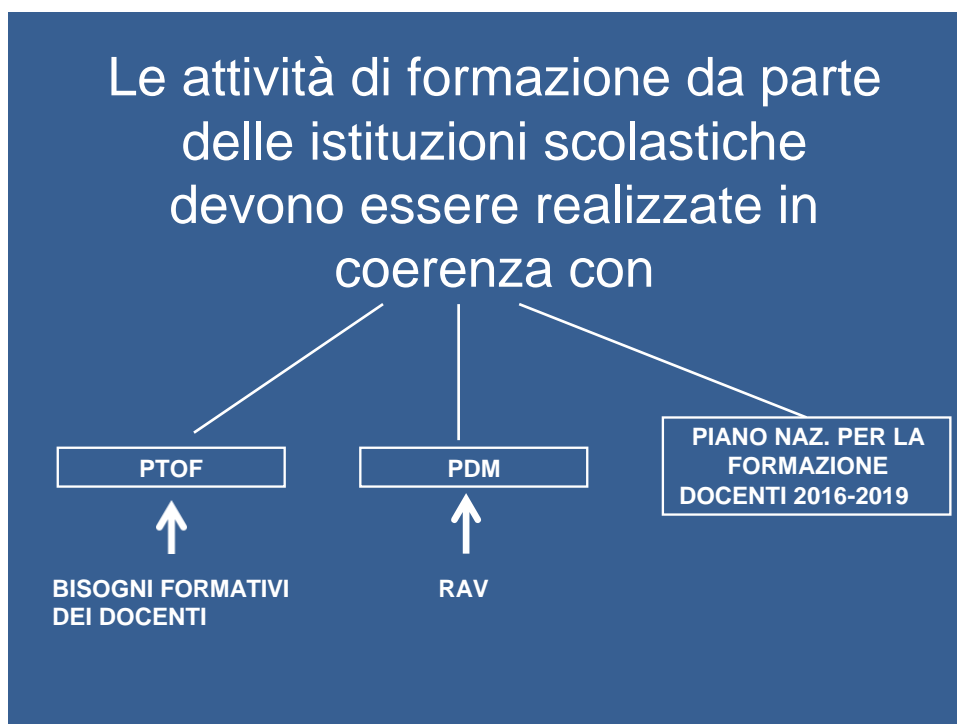 Le attività di formazione da parte
delle istituzioni scolastiche
devono essere realizzate in
coerenza con
PTOF
PDM
PIANO NAZ. PER LA
FORMAZIONE
DOCENTI 2016-2019
BISOGNI FORMATIVI
DEI DOCENTI
RAV